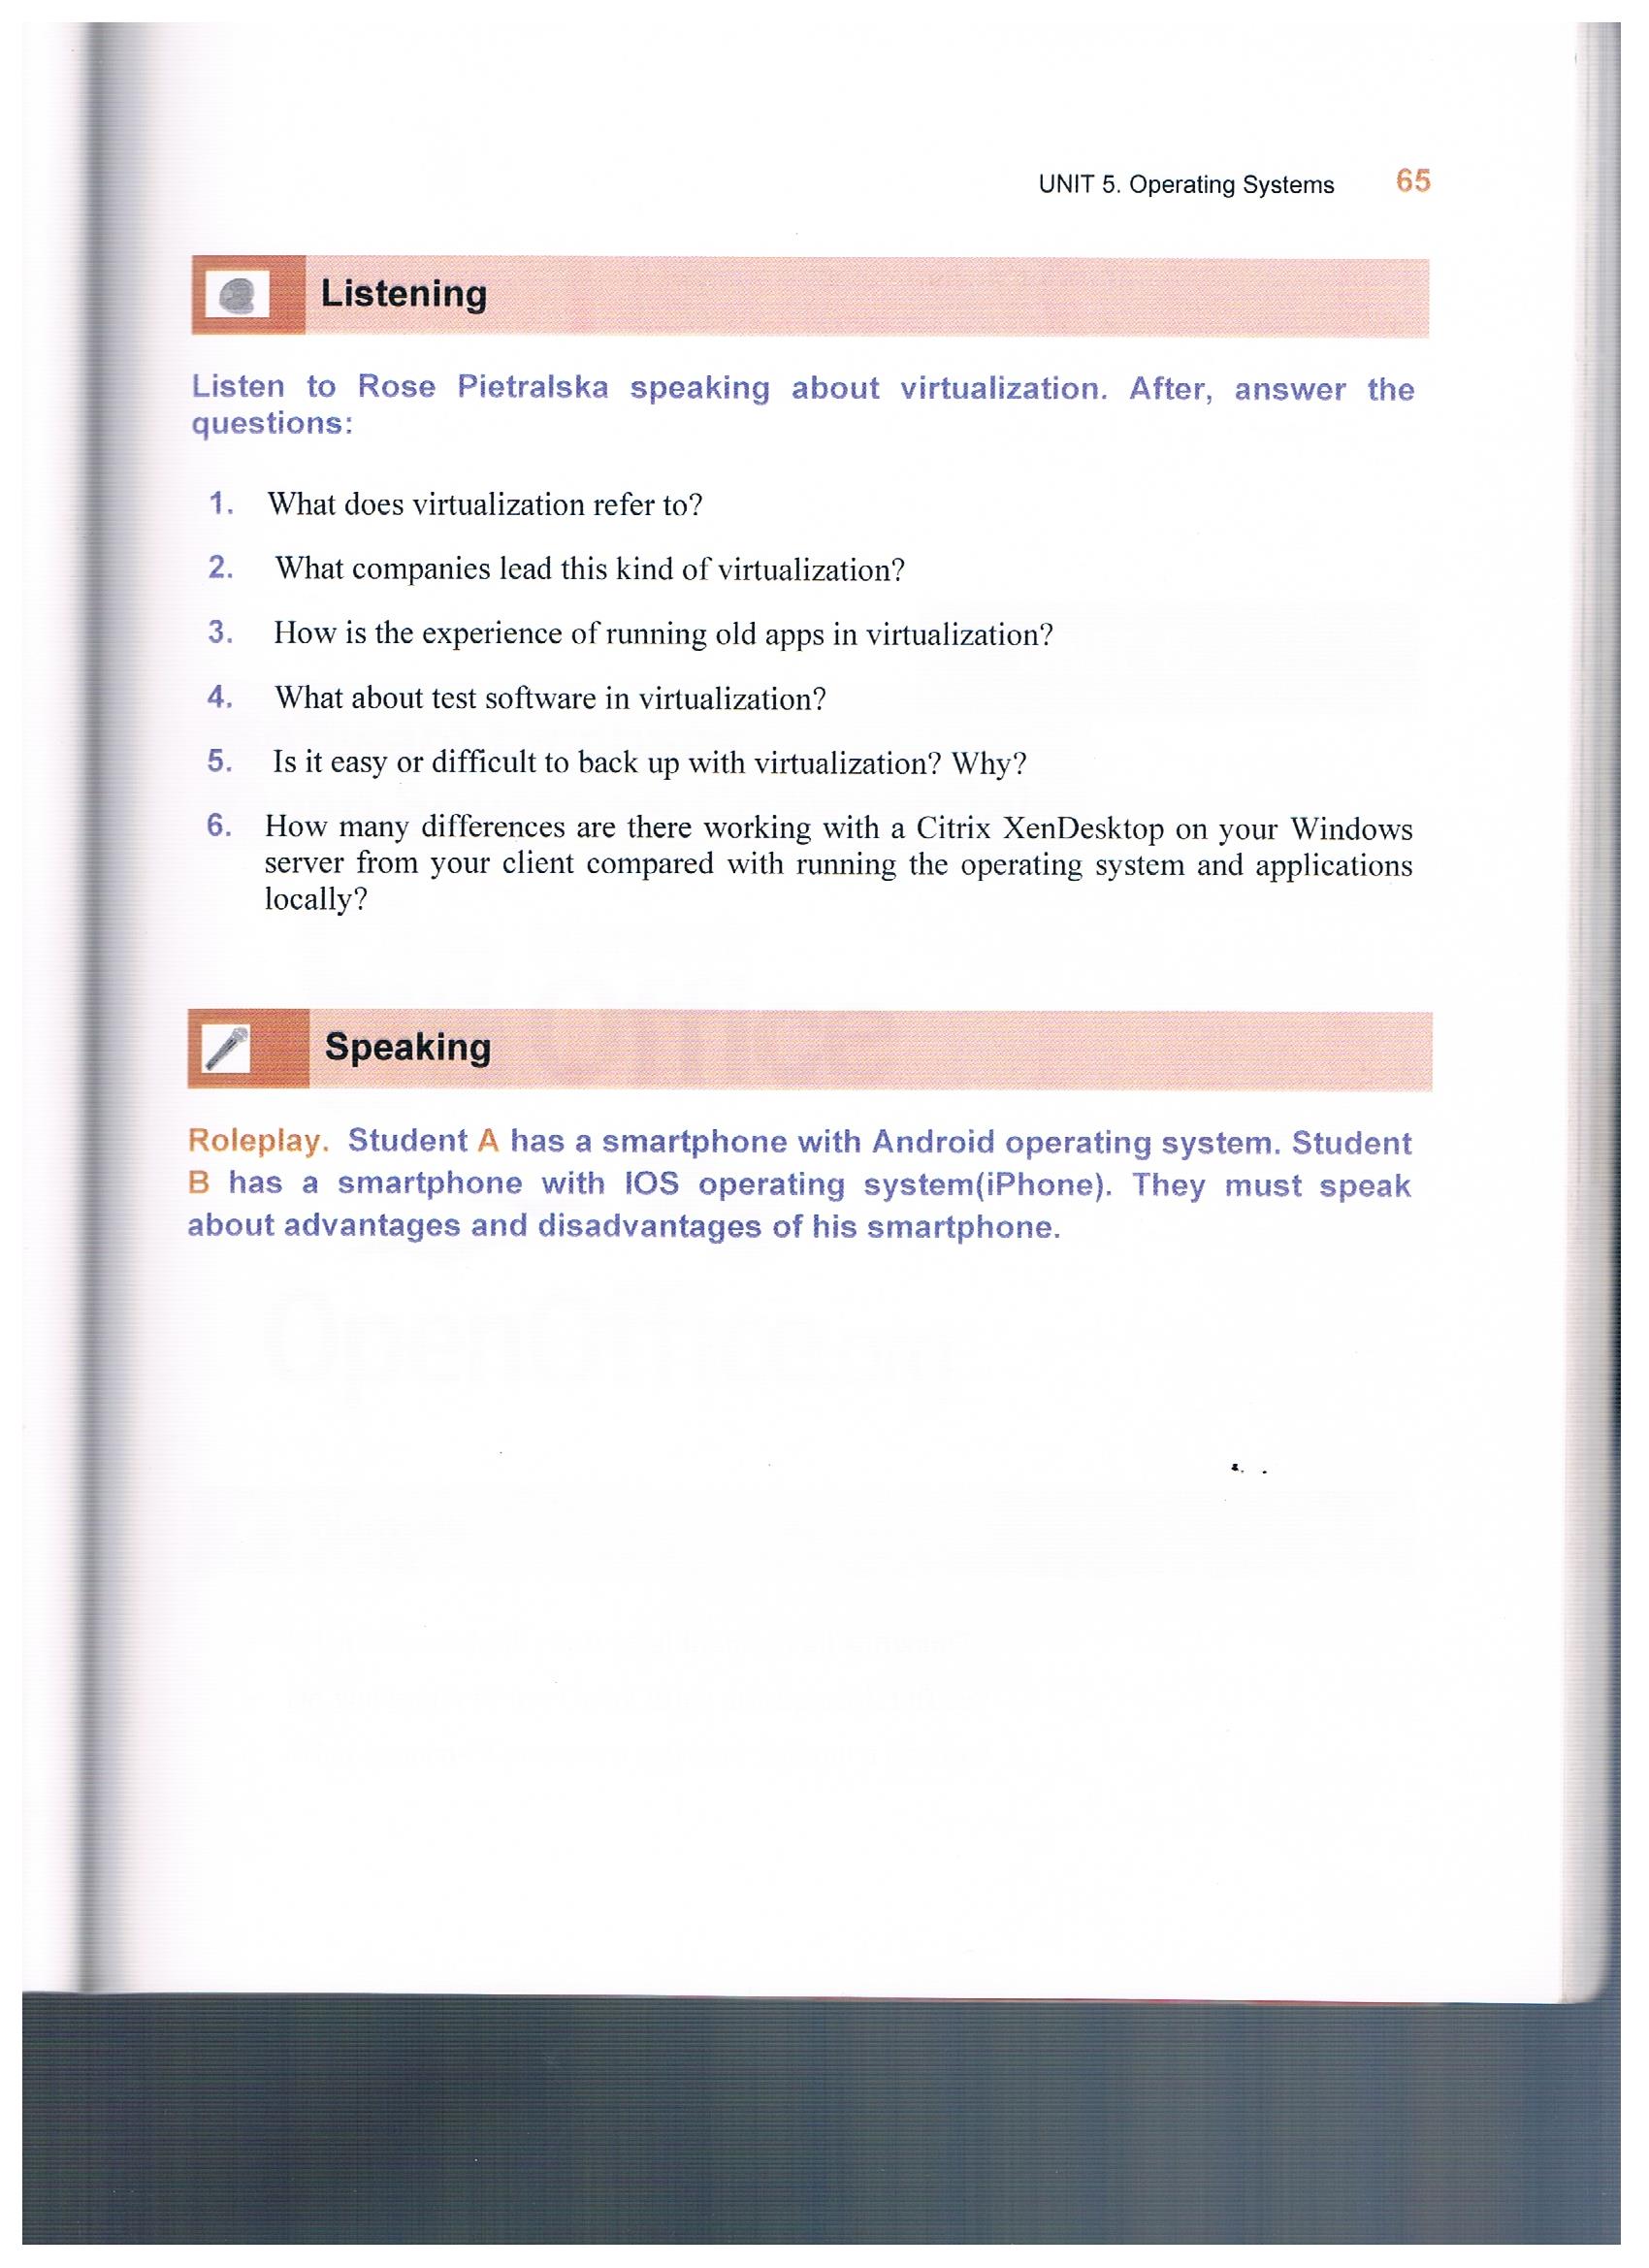 UNIT 5. Operating Systems 65
Listening
Listen to Rose Pietralska speaking about virtualization. After, answer the
questions:
1. What does virtualization refer to?
2. What companies lead this kind of virtualization?
3. How is the experience of running old apps in virtualization?
4. What about test software in virtualization?
5. Is it easy or difficult to back up with virtualization? Why?
6. How many differences are there working with a Citrix XenDesktop on your Windows
server from your client compared with running the operating system and applications
locally?
Speaking
Roleplay. Student A has a smartphone with Android operating system. Student
B has a smartphone with IOS operating system(iPhone). They must speak
about advantages and disadvantages of his smartphone.